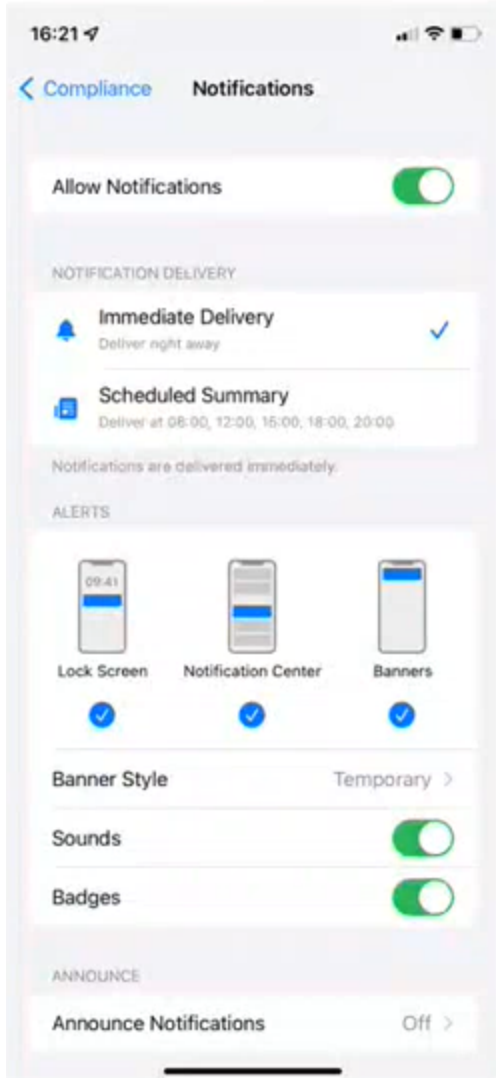 16:21
Compliance Notifications
Allow Notifications
NOTIFICATION DELIVERY
Immediate Delivery
Deliver right away
Scheduled Summary
Deliver at 08:00, 12:00, 15:00, 18:00, 20:00
Notifications are delivered immediately.
ALERTS
09:41
Lock Screen Notification Center Banners
Banner Style Temporary
Sounds
Badges
ANNOUNCE
Announce Notifications Off